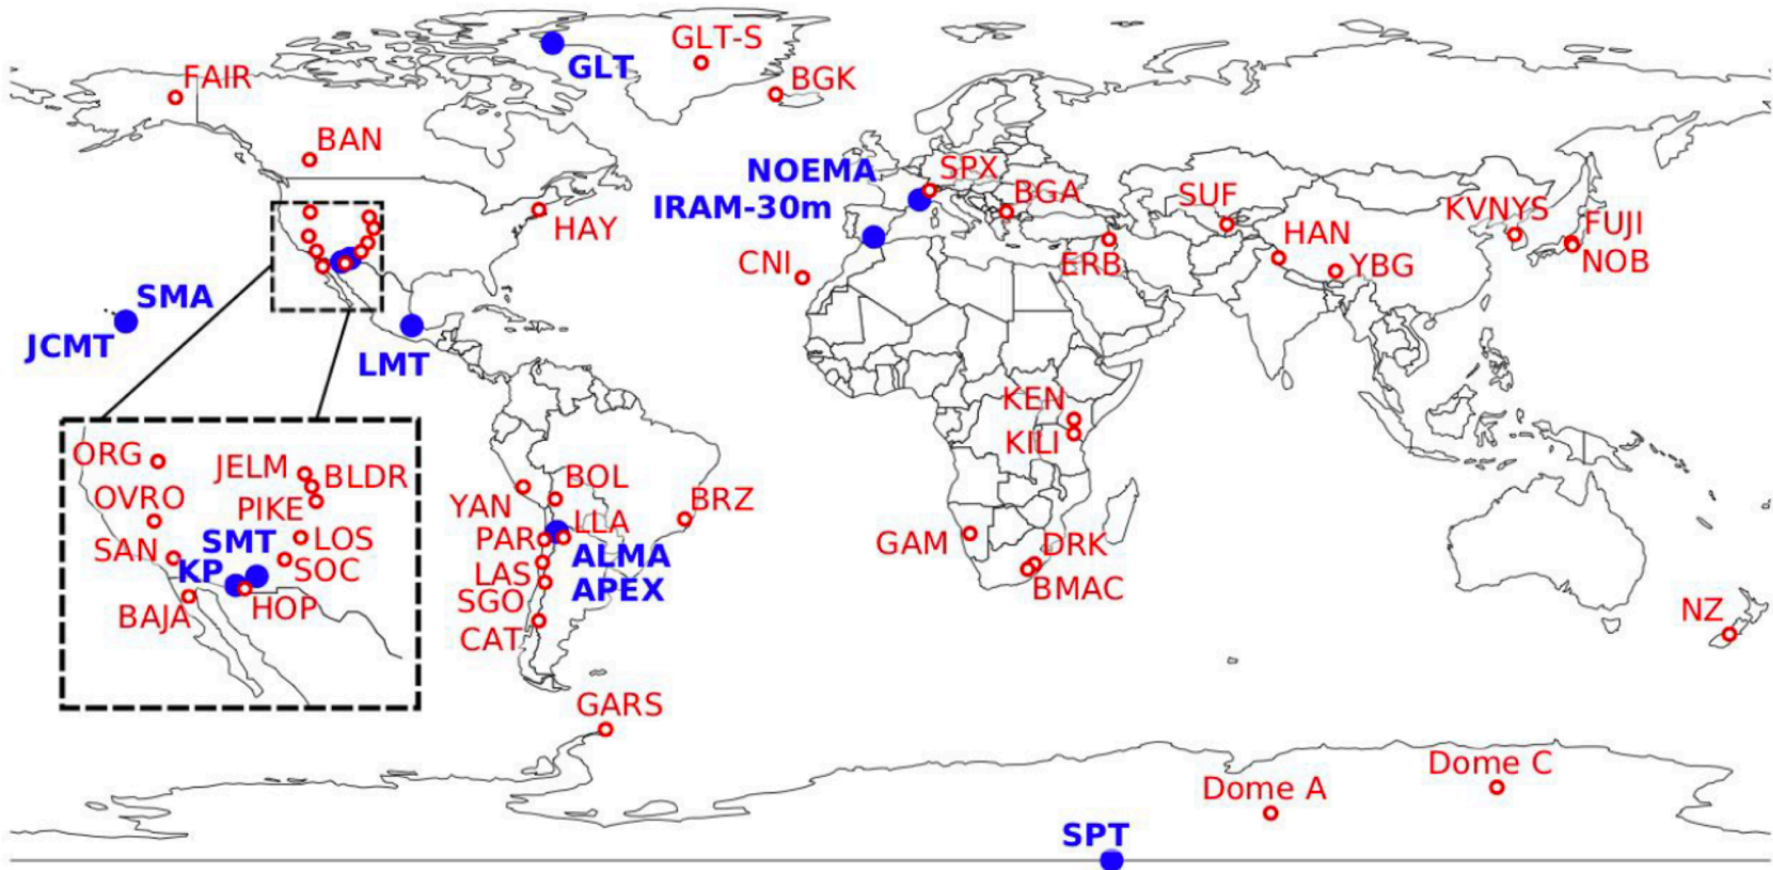 GLT-S
GLT
FAIR
BGK
BAN
NOEMA
SPX
IRAM-30m
BGA
SUF
KVNYS
FUJI
HAY
HAN
NOB
CNI
ERB
YBG
SMA
JCMT
LMT
KEN
KILI
ORG
JELM
BLDR
OVRO
PIKE
SAN
SMT
LOS
KP
SOC
BAJA
HOP
BOL
YAN
BRZ
LLA
PAR
ALMA
LAS
APEX
SGO
CAT
GAM
DRK
BMAC
NZ
GARS
Dome C
Dome A
SPT